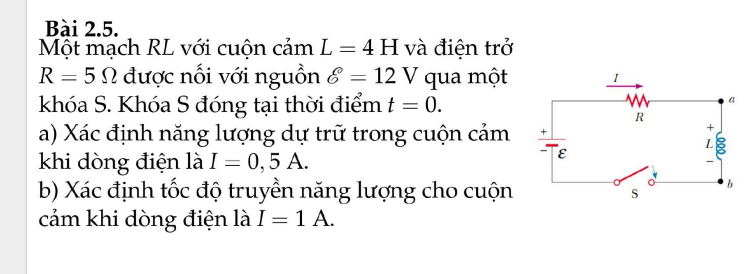 Bài 2.5.
Một mạch RL với cuộn cảm L = 4 H và điện trở
R = 5 Ω được nối với nguồn ℰ = 12 V qua một
khóa S. Khóa S đóng tại thời điểm t = 0.
a) Xác định năng lượng dự trữ trong cuộn cảm
khi dòng điện là I = 0, 5 A.
b) Xác định tốc độ truyền năng lượng cho cuộn
cảm khi dòng điện là I = 1 A.
I
R
a
+
L
−
+
−
ε
S
b